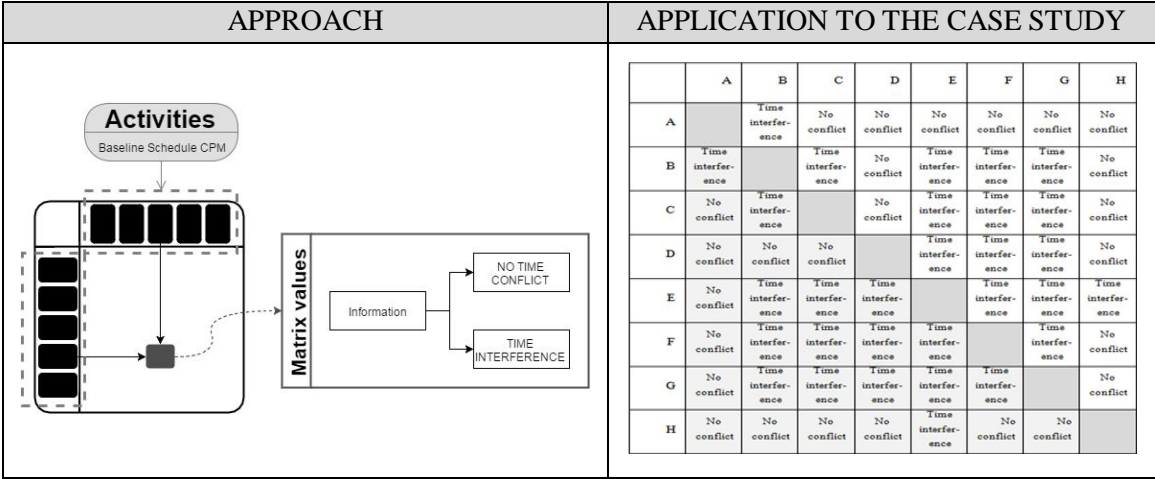 APPROACH
APPLICATION TO THE CASE STUDY
Activities
Baseline Schedule CPM
Matrix values
Information
NO TIME
CONFLICT
TIME
INTERFERENCE
A B C D E F G H
A
Time
interfer-
ence
No
conflict
No
conflict
No
conflict
No
conflict
No
conflict
No
conflict
B
Time
interfer-
ence
Time
interfer-
ence
No
conflict
Time
interfer-
ence
Time
interfer-
ence
Time
interfer-
ence
No
conflict
C
No
conflict
Time
interfer-
ence
No
conflict
Time
interfer-
ence
Time
interfer-
ence
Time
interfer-
ence
No
conflict
D
No
conflict
No
conflict
No
conflict
Time
interfer-
ence
Time
interfer-
ence
Time
interfer-
ence
No
conflict
E
No
conflict
Time
interfer-
ence
Time
interfer-
ence
Time
interfer-
ence
Time
interfer-
ence
Time
interfer-
ence
Time
interfer-
ence
F
No
conflict
Time
interfer-
ence
Time
interfer-
ence
Time
interfer-
ence
Time
interfer-
ence
Time
interfer-
ence
No
conflict
G
No
conflict
Time
interfer-
ence
Time
interfer-
ence
Time
interfer-
ence
Time
interfer-
ence
Time
interfer-
ence
No
conflict
H
No
conflict
No
conflict
No
conflict
No
conflict
Time
interfer-
ence
No
conflict
No
conflict